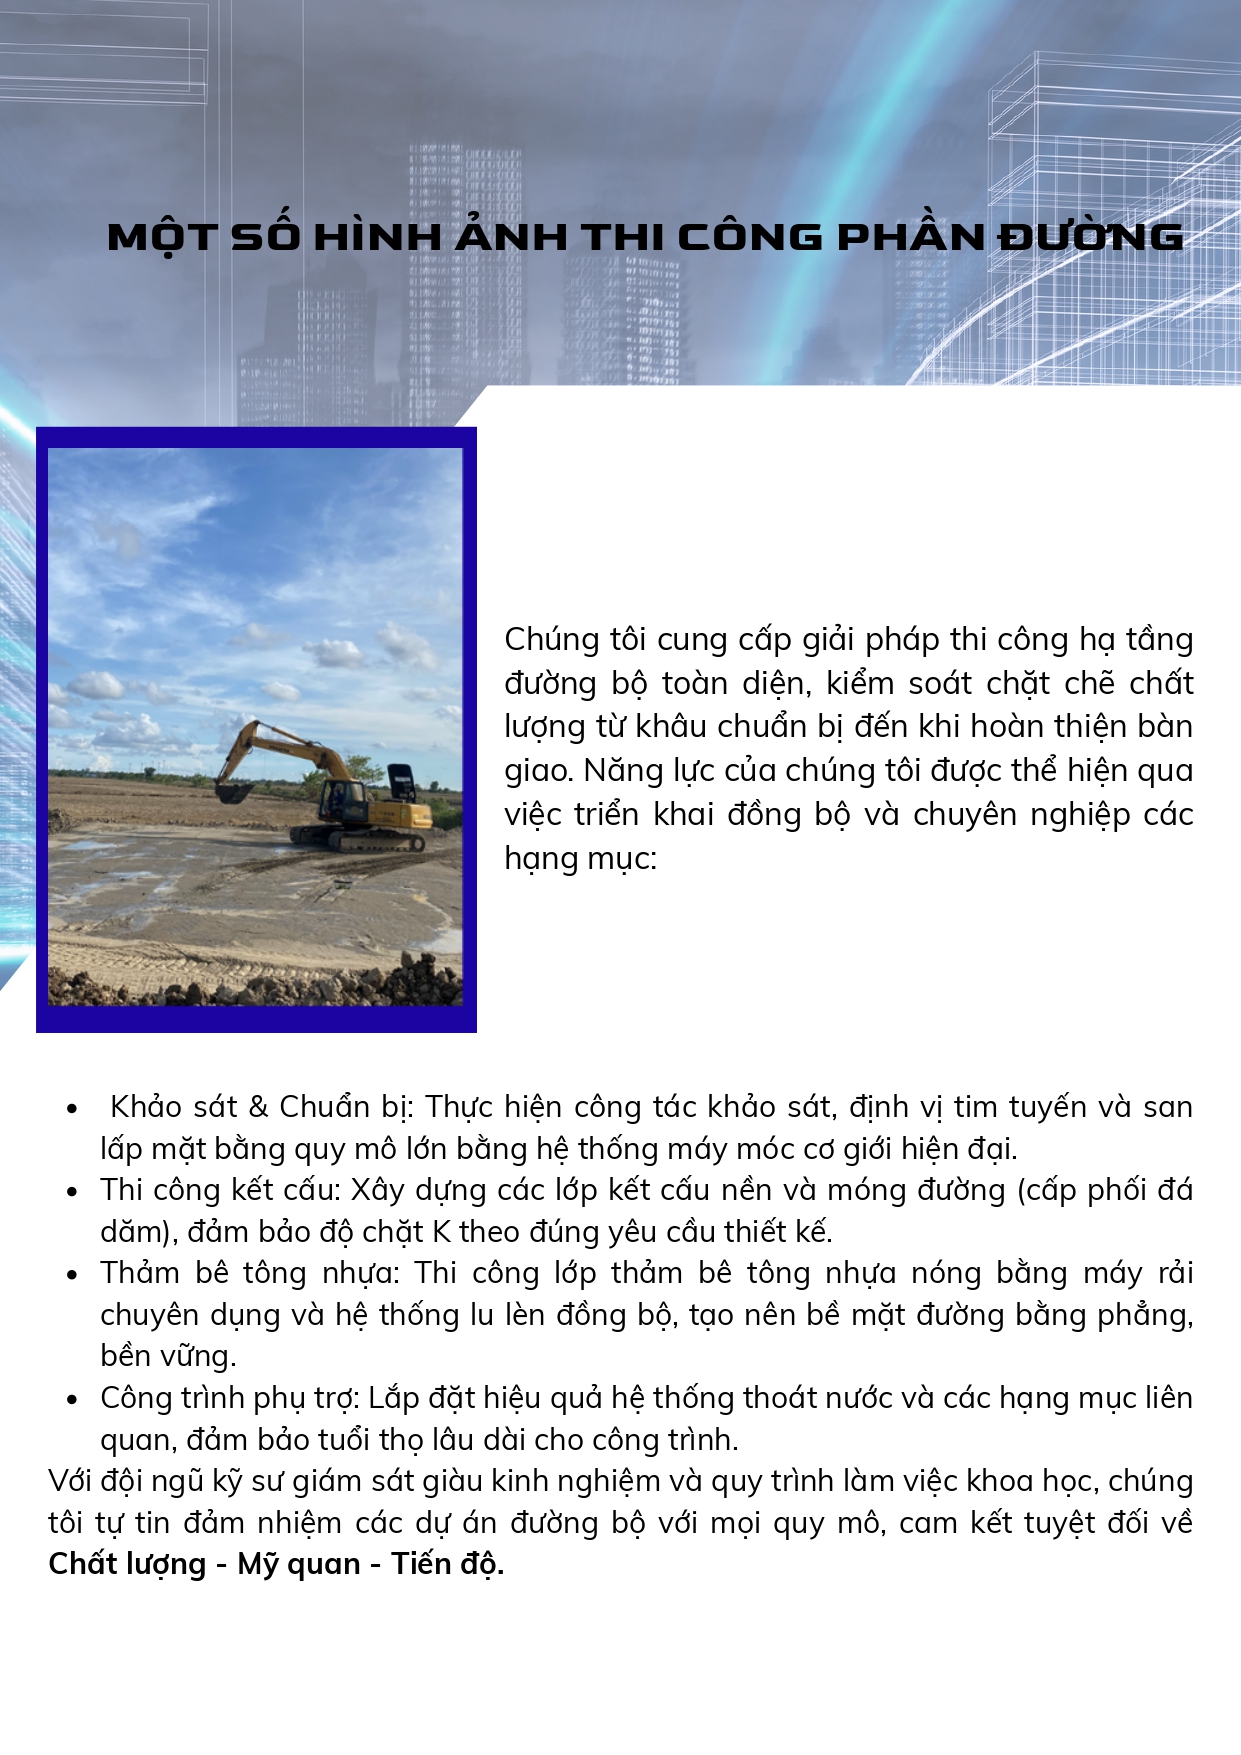 MỘT SỐ HÌNH ẢNH THI CÔNG PHẦN ĐƯỜNG
Chúng tôi cung cấp giải pháp thi công hạ tầng
đường bộ toàn diện, kiểm soát chặt chẽ chất
lượng từ khâu chuẩn bị đến khi hoàn thiện bàn
giao. Năng lực của chúng tôi được thể hiện qua
việc triển khai đồng bộ và chuyên nghiệp các
hạng mục:
• Khảo sát & Chuẩn bị: Thực hiện công tác khảo sát, định vị tim tuyến và san
lấp mặt bằng quy mô lớn bằng hệ thống máy móc cơ giới hiện đại.
• Thi công kết cấu: Xây dựng các lớp kết cấu nền và móng đường (cấp phối đá
dăm), đảm bảo độ chặt K theo đúng yêu cầu thiết kế.
• Thảm bê tông nhựa: Thi công lớp thảm bê tông nhựa nóng bằng máy rải
chuyên dụng và hệ thống lu lèn đồng bộ, tạo nên bề mặt đường bằng phẳng,
bền vững.
• Công trình phụ trợ: Lắp đặt hiệu quả hệ thống thoát nước và các hạng mục liên
quan, đảm bảo tuổi thọ lâu dài cho công trình.
Với đội ngũ kỹ sư giám sát giàu kinh nghiệm và quy trình làm việc khoa học, chúng
tôi tự tin đảm nhiệm các dự án đường bộ với mọi quy mô, cam kết tuyệt đối về
Chất lượng - Mỹ quan - Tiến độ.